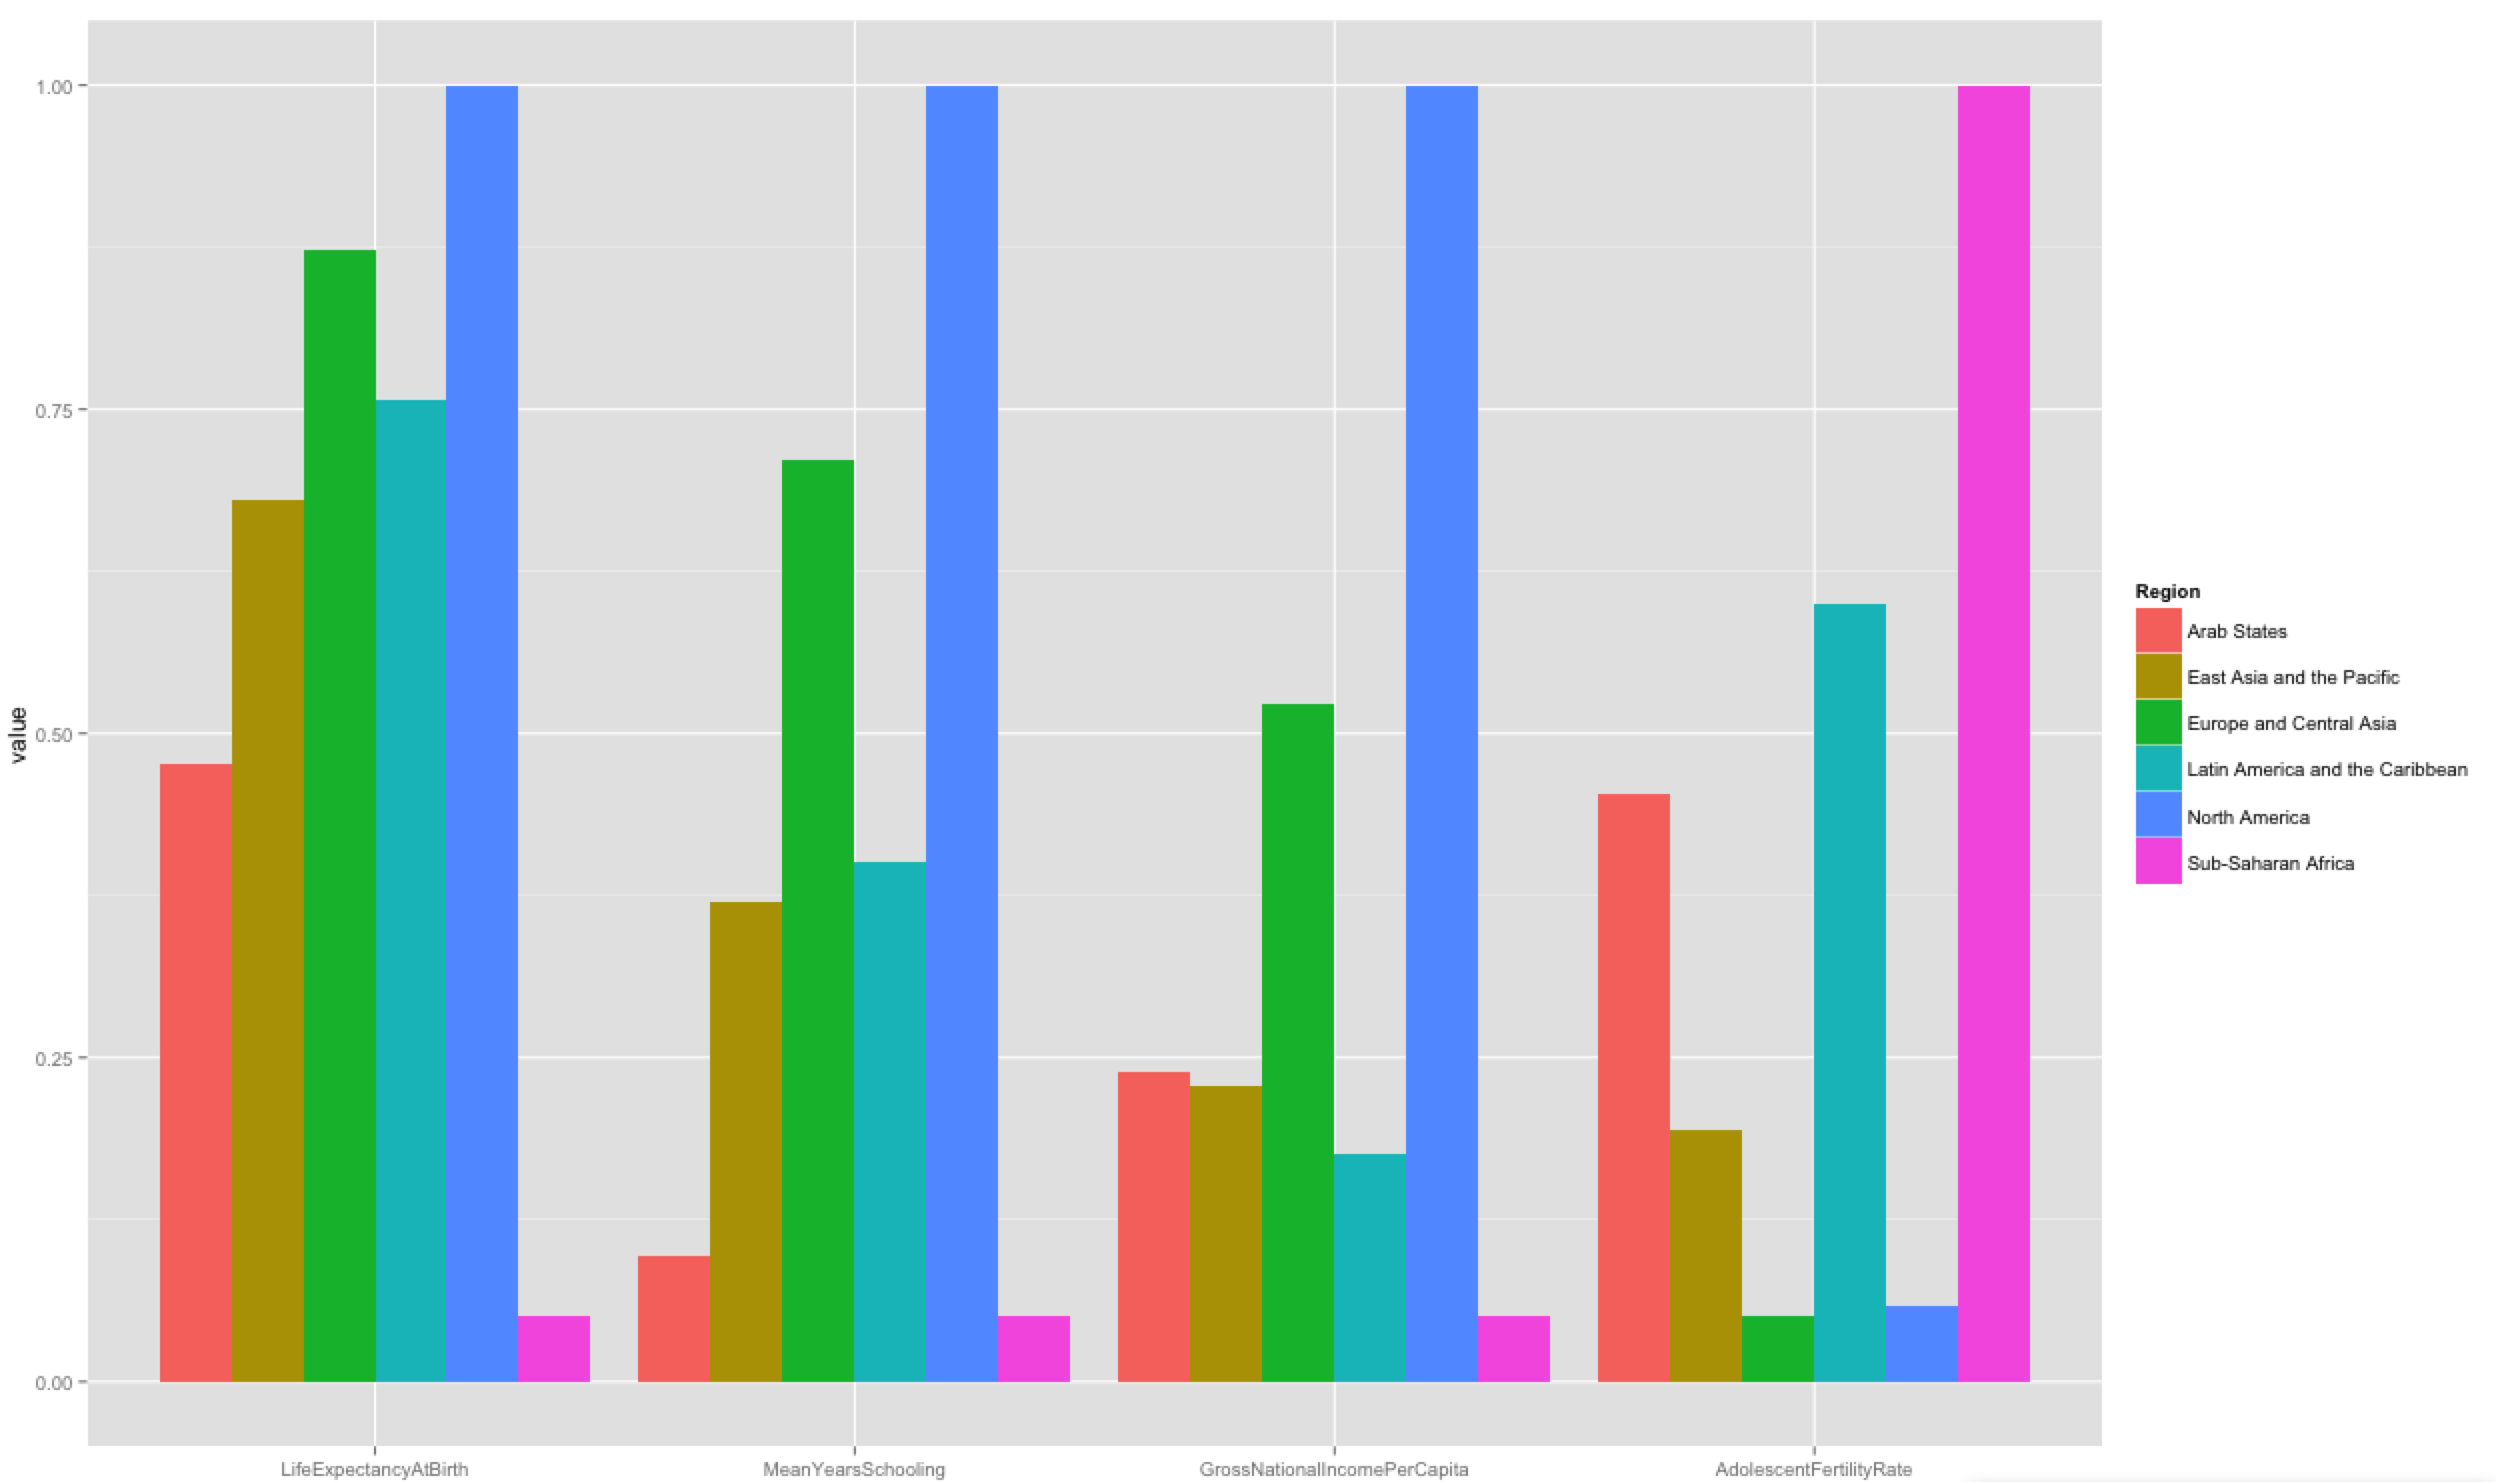 1.00
0.75
0.50
0.25
0.00
value
LifeExpectancyAtBirth
MeanYearsSchooling
GrossNationalIncomePerCapita
AdolescentFertilityRate
Region
Arab States
East Asia and the Pacific
Europe and Central Asia
Latin America and the Caribbean
North America
Sub-Saharan Africa